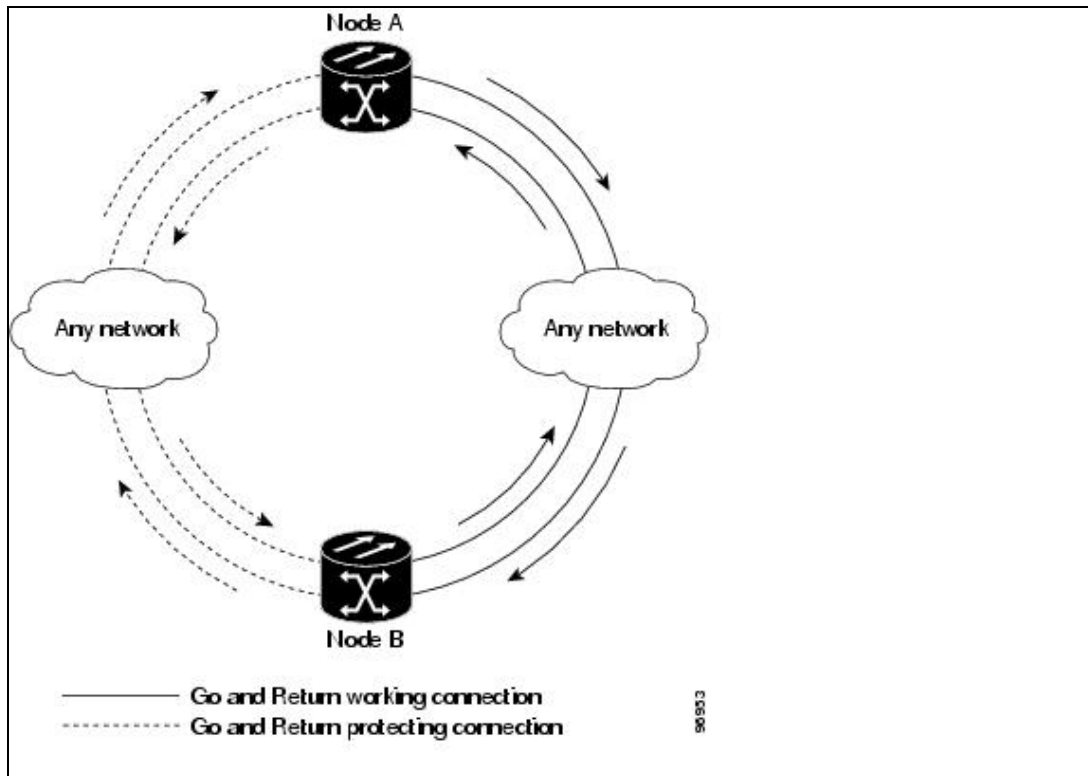 Node A
Any network
Any network
Node B
Go and Return working connection
Go and Return protecting connection
96953